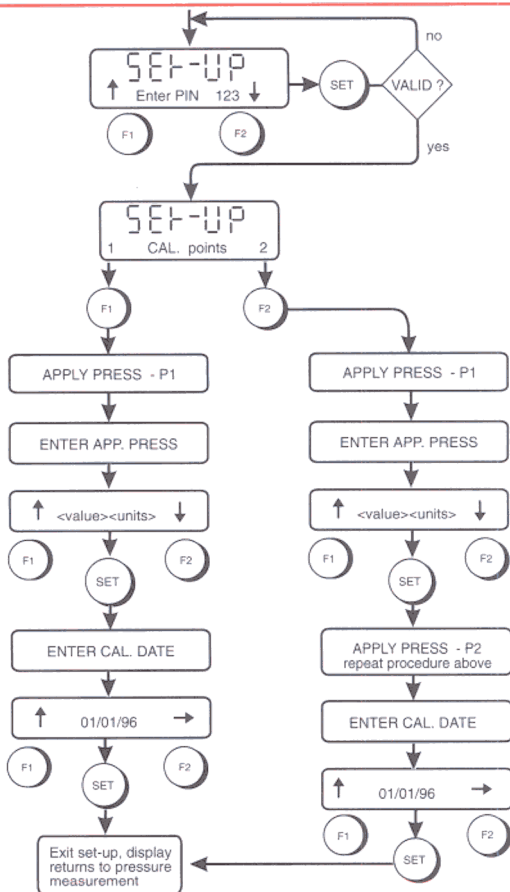 no
SEt-UP
Enter PIN 123
SET
VALID ?
F1
F2
yes
SEt-UP
1 CAL. points 2
F1
F2
APPLY PRESS - P1
ENTER APP. PRESS
<value><units>
F1
F2
SET
ENTER CAL. DATE
01/01/96
F1
F2
SET
APPLY PRESS - P1
ENTER APP. PRESS
<value><units>
F1
F2
SET
APPLY PRESS - P2
repeat procedure above
ENTER CAL. DATE
01/01/96
F1
F2
SET
Exit set-up, display
returns to pressure
measurement